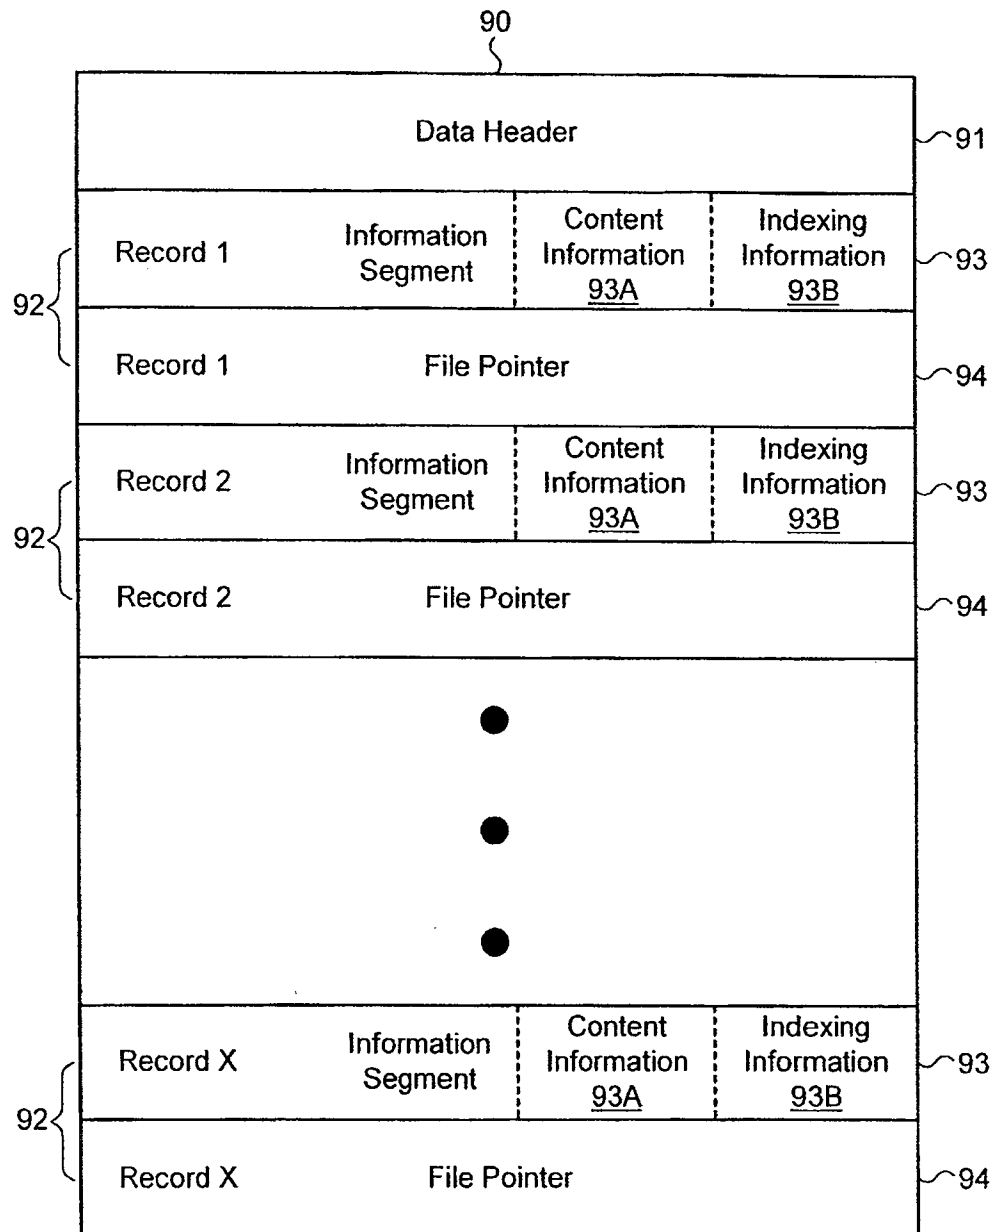 90
Data Header
91
Record 1
Information
Segment
Content
Information
93A
Indexing
Information
93B
93
92
Record 1
File Pointer
94
Record 2
Information
Segment
Content
Information
93A
Indexing
Information
93B
93
92
Record 2
File Pointer
94
Record X
Information
Segment
Content
Information
93A
Indexing
Information
93B
93
92
Record X
File Pointer
94